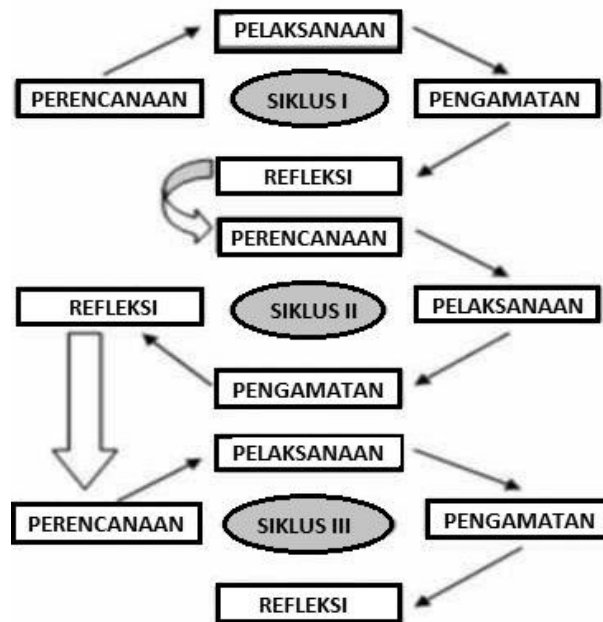 PELAKSANAAN
PERENCANAAN
SIKLUS I
PENGAMATAN
REFLEKSI
PERENCANAAN
REFLEKSI
SIKLUS II
PELAKSANAAN
PENGAMATAN
PELAKSANAAN
PERENCANAAN
SIKLUS III
PENGAMATAN
REFLEKSI